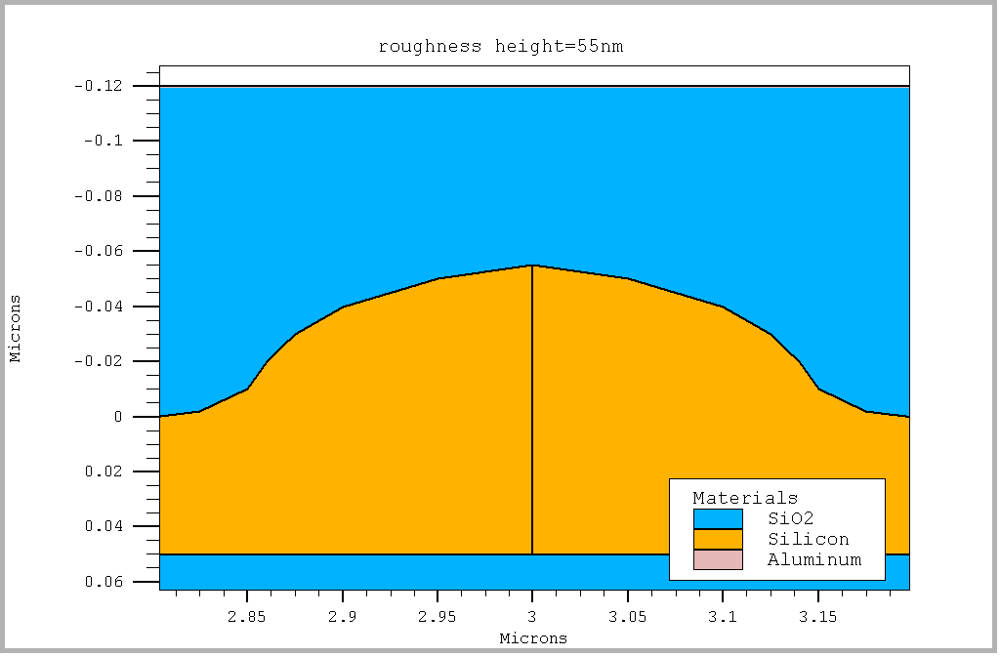 roughness height=55nm
-0.12
-0.1
-0.08
-0.06
-0.04
-0.02
0
0.02
0.04
0.06
Microns
Materials
SiO2
Silicon
Aluminum
2.85 2.9 2.95 3 3.05 3.1 3.15
Microns